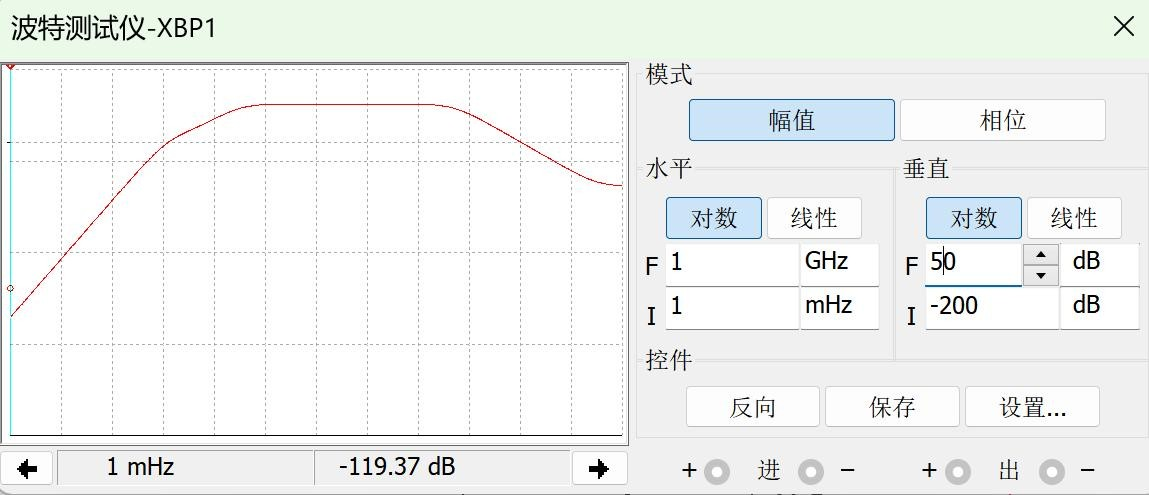 波特测试仪-XBP1
模式
幅值 相位
水平
对数 线性
F 1 GHz
I 1 mHz
垂直
对数 线性
F 50 dB
I -200 dB
控件
反向 保存 设置...
1 mHz -119.37 dB
+ 进 − + 出 −